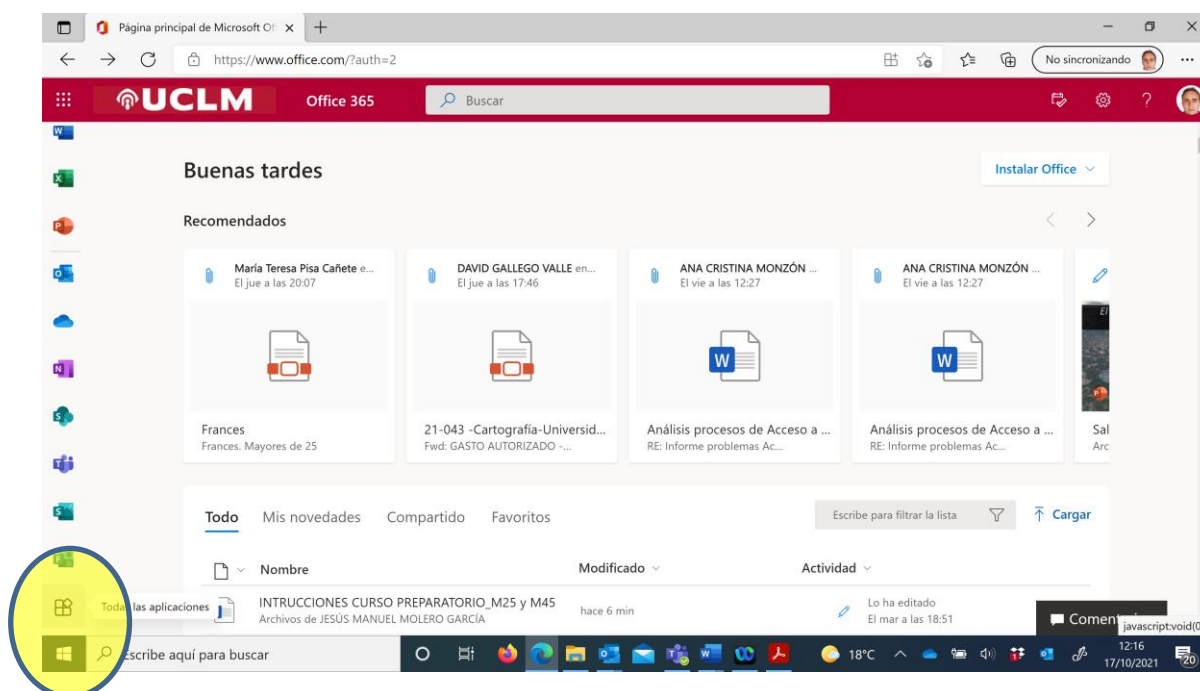 Página principal de Microsoft Of
https://www.office.com/?auth=2
No sincronizando
UCLM
Office 365
Buscar
Buenas tardes
Instalar Office
Recomendados
María Teresa Pisa Cañete e...
El jue a las 20:07
DAVID GALLEGO VALLE en...
El jue a las 17:46
ANA CRISTINA MONZÓN ...
El vie a las 12:27
ANA CRISTINA MONZÓN ...
El vie a las 12:27
El
Frances
Frances. Mayores de 25
21-043 -Cartografía-Universid...
Fwd: GASTO AUTORIZADO -...
Análisis procesos de Acceso a ...
RE: Informe problemas Ac...
Análisis procesos de Acceso a ...
RE: Informe problemas Ac...
Sal
Arc
Todo Mis novedades Compartido Favoritos
Escribe para filtrar la lista
Cargar
Nombre Modificado Actividad
Todas las aplicaciones
INTRUCCIONES CURSO PREPARATORIO_M25 y M45
Archivos de JESÚS MANUEL MOLERO GARCÍA
hace 6 min
Lo ha editado
El mar a las 18:51
javascript:void(0
Escribe aquí para buscar
18°C
12:16
17/10/2021
20